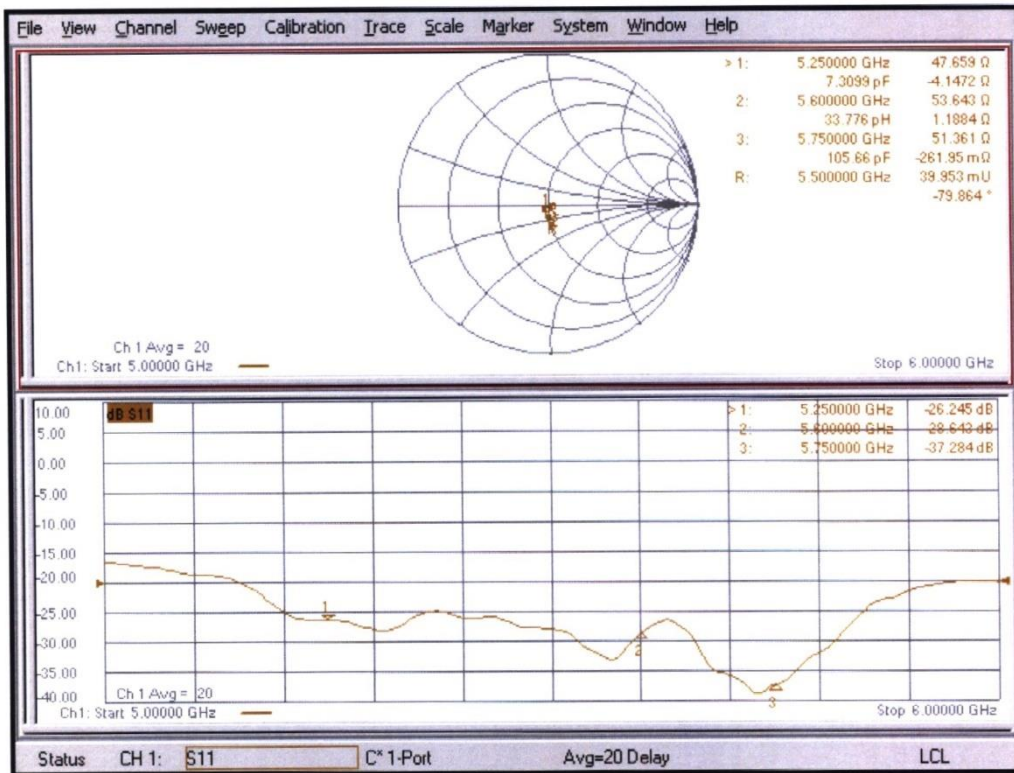 File View Channel Sweep Calibration Trace Scale Marker System Window Help
> 1: 5.250000 GHz 47.659 Ω
7.3099 pF -4.1472 Ω
2: 5.600000 GHz 53.643 Ω
33.776 pH 1.1884 Ω
3: 5.750000 GHz 51.361 Ω
105.66 pF -261.95 mΩ
R: 5.500000 GHz 39.953 mU
-79.864 °
Ch 1 Avg = 20
Ch1: Start 5.00000 GHz Stop 6.00000 GHz
10.00 dB S11 > 1: 5.250000 GHz -26.245 dB
5.00 2: 5.600000 GHz -28.643 dB
3: 5.750000 GHz -37.284 dB
0.00
-5.00
-10.00
-15.00
-20.00
1
-25.00
-30.00 2
-35.00
3
-40.00 Ch 1 Avg = 20
Ch1: Start 5.00000 GHz Stop 6.00000 GHz
Status CH 1: S11 C* 1-Port Avg=20 Delay LCL